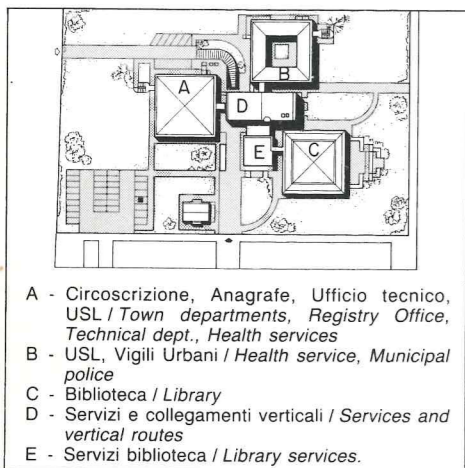 A
B
D
E
C
A - Circoscrizione, Anagrafe, Ufficio tecnico,
USL / Town departments, Registry Office,
Technical dept., Health services
B - USL, Vigili Urbani / Health service, Municipal
police
C - Biblioteca / Library
D - Servizi e collegamenti verticali / Services and
vertical routes
E - Servizi biblioteca / Library services.